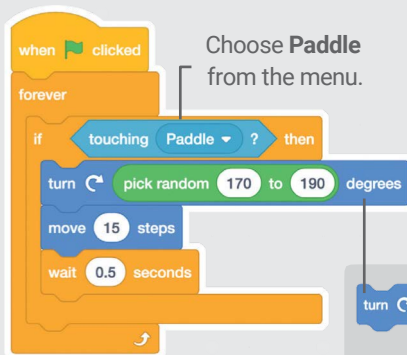 when clicked
Choose Paddle
from the menu.
forever
if touching Paddle ? then
turn pick random 170 to 190 degrees
move 15 steps
wait 0.5 seconds
turn